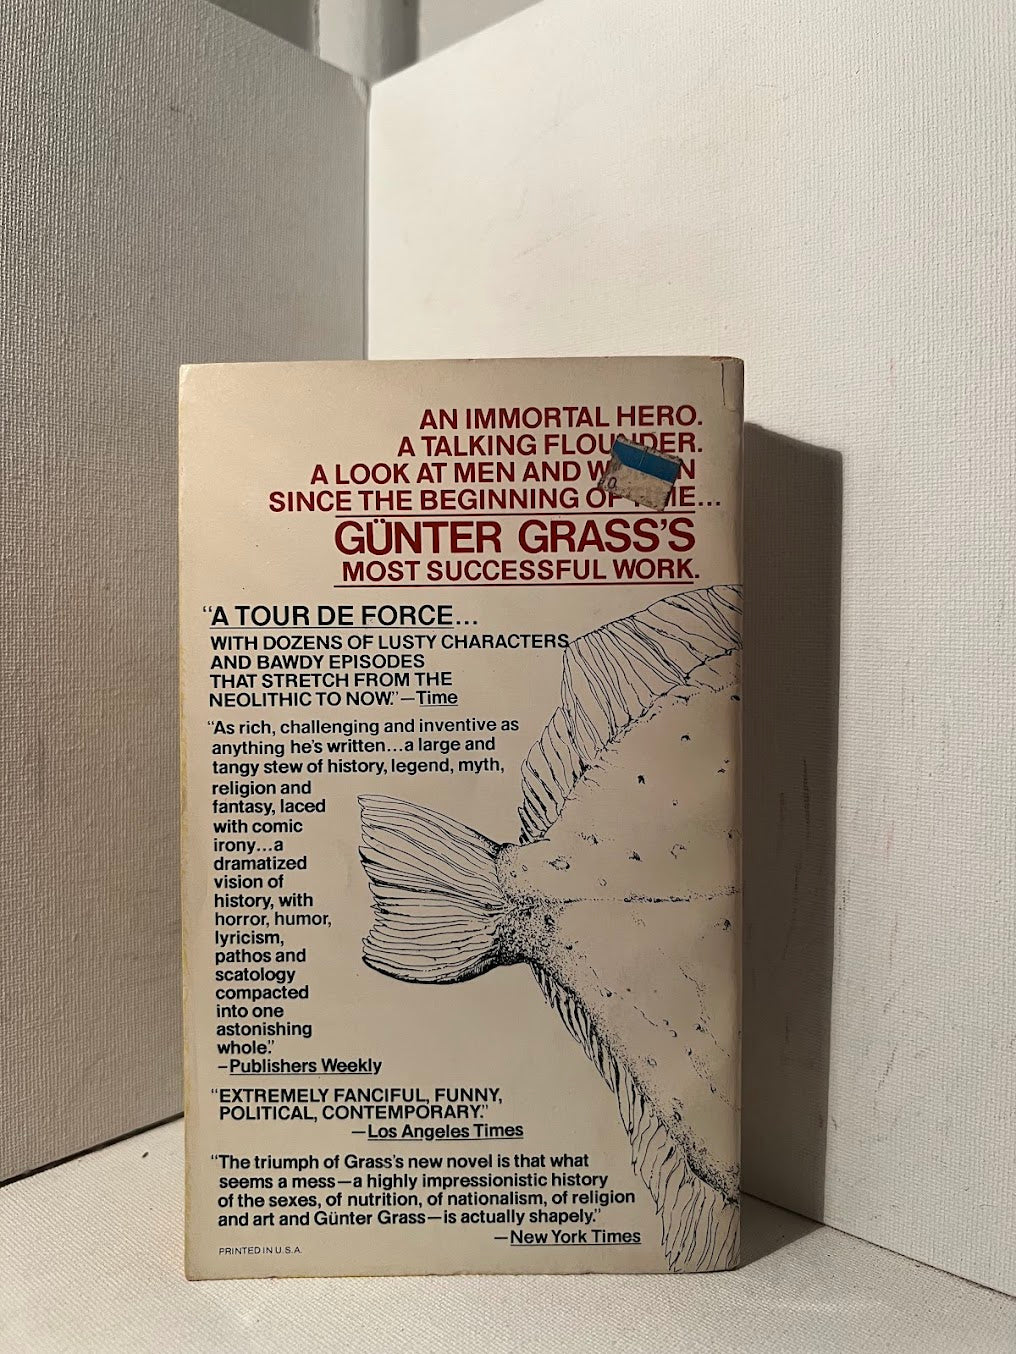 AN IMMORTAL HERO.
A TALKING FLOUNDER.
A LOOK AT MEN AND
SINCE THE BEGINNING OF
GÜNTER GRASS'S
MOST SUCCESSFUL WORK.
"A TOUR DE FORCE...
WITH DOZENS OF LUSTY CHARACTERS
AND BAWDY EPISODES
THAT STRETCH FROM THE
NEOLITHIC TO NOW."—Time
"As rich, challenging and inventive as
anything he's written...a large and
tangy stew of history, legend, myth,
religion and
fantasy, laced
with comic
irony...a
dramatized
vision of
history, with
horror, humor,
lyricism,
pathos and
scatology
compacted
into one
astonishing
whole."
–Publishers Weekly
"EXTREMELY FANCIFUL, FUNNY,
POLITICAL, CONTEMPORARY."
—Los Angeles Times
"The triumph of Grass's new novel is that what
seems a mess—a highly impressionistic history
of the sexes, of nutrition, of nationalism, of religion
and art and Günter Grass—is actually shapely."
—New York Times
PRINTED IN U.S.A.